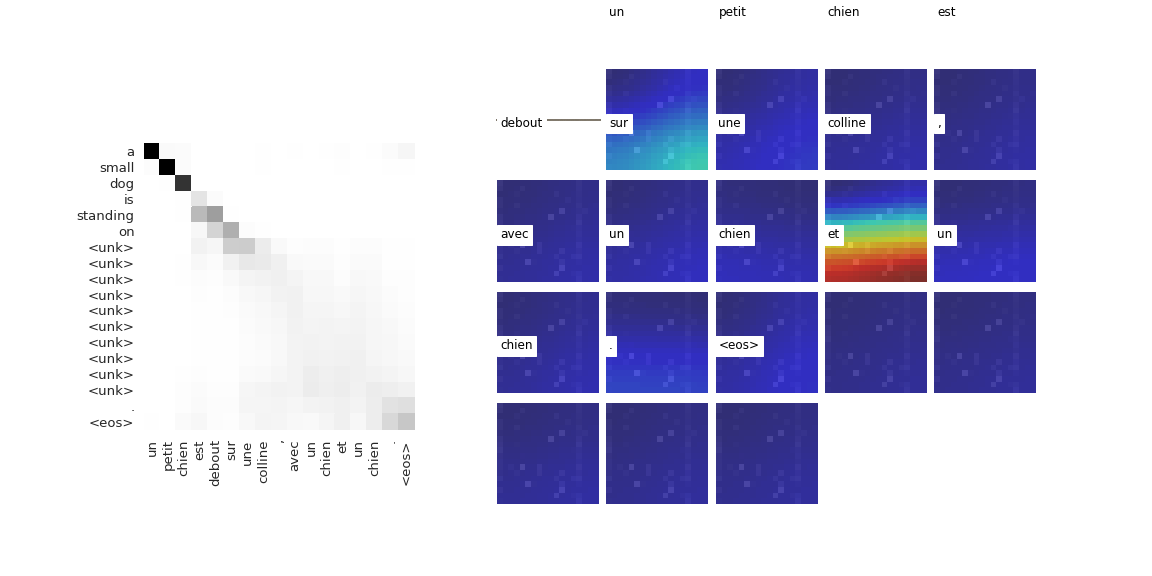 un petit chien est
debout sur une colline ,
avec un chien et un
chien . <eos>
a
small
dog
is
standing
on
<unk>
<unk>
<unk>
<unk>
<unk>
<unk>
<unk>
<unk>
<unk>
<unk>
.
<eos>
un petit chien est debout sur une colline , avec un chien et un chien . <eos>